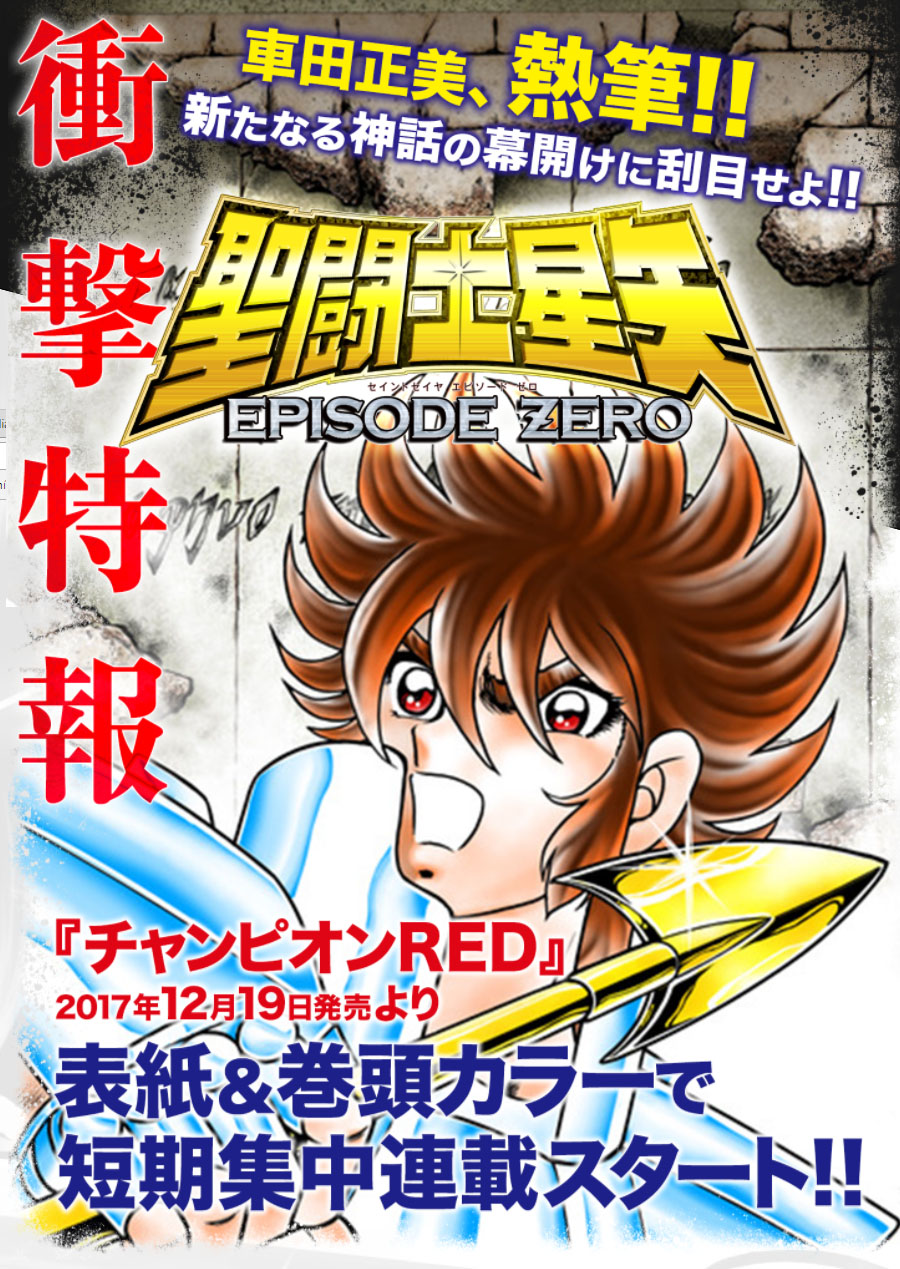 衝撃特報
車田正美、熱筆!!
新たなる神話の幕開けに刮目せよ!!
聖闘士星矢
セイントセイヤ エピソード ゼロ
EPISODE ZERO
『チャンピオンRED』
2017年12月19日発売より
表紙&巻頭カラーで
短期集中連載スタート!!